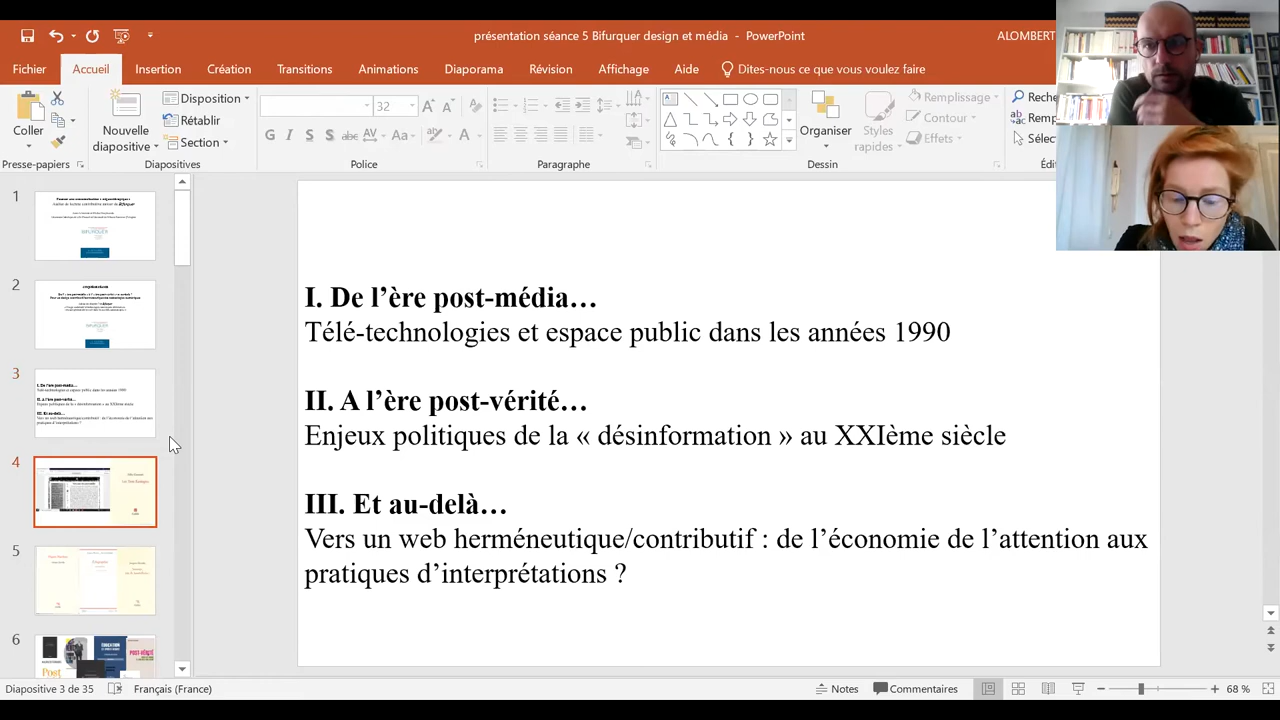 présentation séance 5 Bifurquer design et média - PowerPoint
ALOMBERT
Fichier
Accueil
Insertion
Création
Transitions
Animations
Diaporama
Révision
Affichage
Aide
Dites-nous ce que vous voulez faire
Coller
Nouvelle diapositive
Disposition
Rétablir
Section
32
Organiser
Styles rapides
Remplissage
Contour
Effets
Presse-papiers
Diapositives
Police
Paragraphe
Dessin
1
2
3
4
5
6
I. De l’ère post-média…
Télé-technologies et espace public dans les années 1990
II. A l’ère post-vérité…
Enjeux politiques de la « désinformation » au XXIème siècle
III. Et au-delà…
Vers un web herméneutique/contributif : de l’économie de l’attention aux
pratiques d’interprétations ?
Diapositive 3 de 35
Français (France)
Notes
Commentaires
68 %